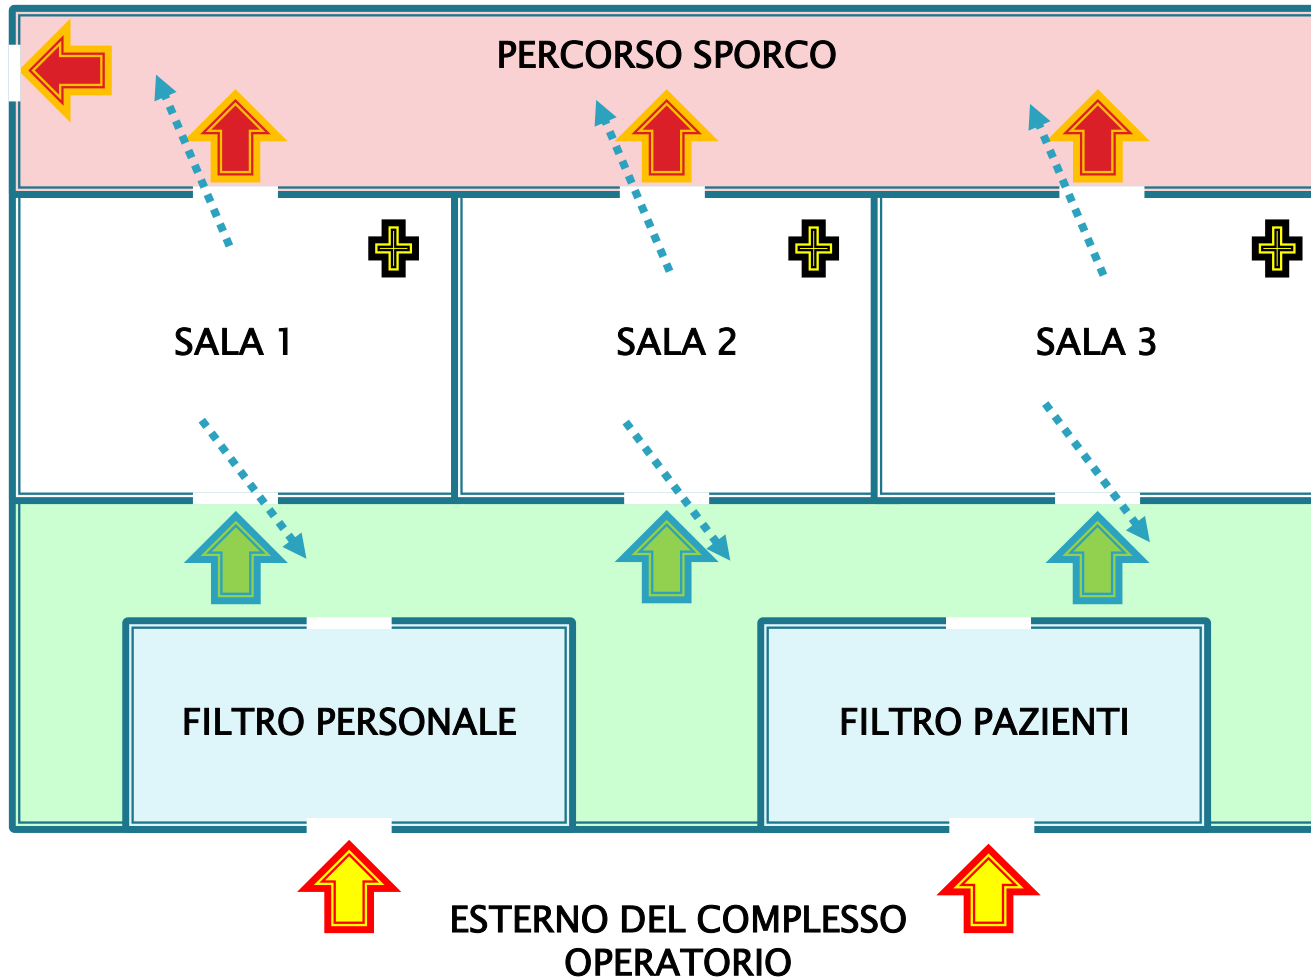 PERCORSO SPORCO
SALA 1
SALA 2
SALA 3
FILTRO PERSONALE
FILTRO PAZIENTI
ESTERNO DEL COMPLESSO
OPERATORIO